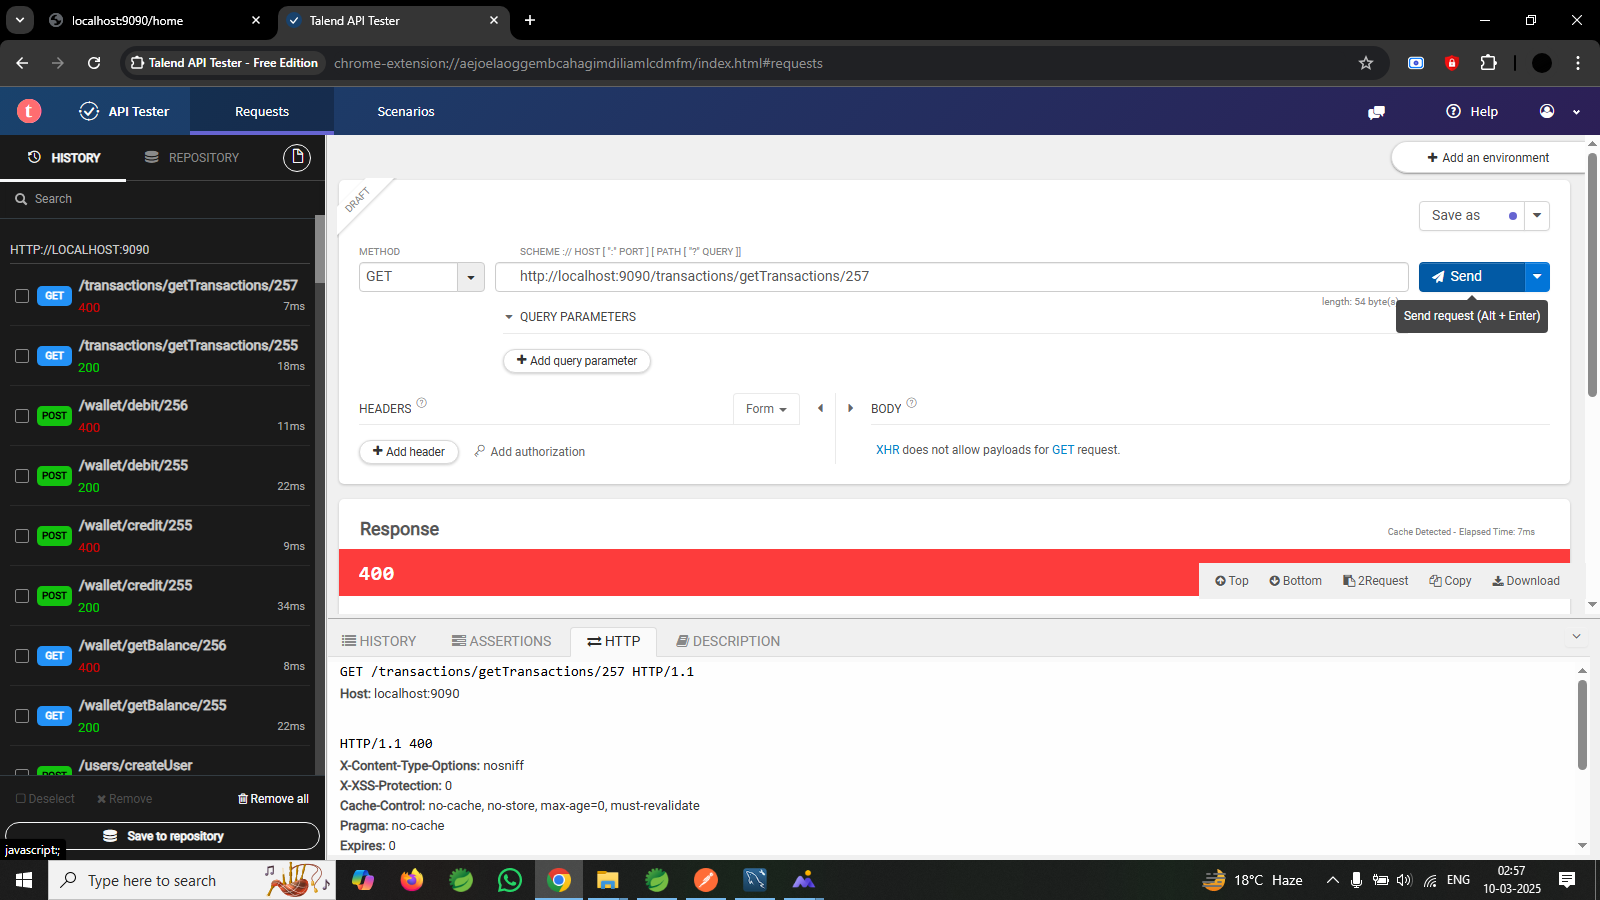 localhost:9090/home
Talend API Tester
Talend API Tester - Free Edition
chrome-extension://aejoelaoggembcahagimdiliamlcdmfm/index.html#requests
t
API Tester
Requests
Scenarios
Help
HISTORY
REPOSITORY
Search
HTTP://LOCALHOST:9090
GET /transactions/getTransactions/257
400 7ms
GET /transactions/getTransactions/255
200 18ms
POST /wallet/debit/256
400 11ms
POST /wallet/debit/255
200 22ms
POST /wallet/credit/255
400 9ms
POST /wallet/credit/255
200 34ms
GET /wallet/getBalance/256
400 8ms
GET /wallet/getBalance/255
200 22ms
POST /users/createUser
Deselect
Remove
Remove all
Save to repository
javascript:;
Add an environment
DRAFT
Save as
METHOD
SCHEME :// HOST [ ":" PORT ] [ PATH [ "?" QUERY ]]
GET
http://localhost:9090/transactions/getTransactions/257
Send
length: 54 byte(s)
Send request (Alt + Enter)
QUERY PARAMETERS
Add query parameter
HEADERS ?
Form
BODY ?
Add header
Add authorization
XHR does not allow payloads for GET request.
Response
Cache Detected - Elapsed Time: 7ms
400
Top
Bottom
2Request
Copy
Download
HISTORY
ASSERTIONS
HTTP
DESCRIPTION
GET /transactions/getTransactions/257 HTTP/1.1
Host: localhost:9090
HTTP/1.1 400
X-Content-Type-Options: nosniff
X-XSS-Protection: 0
Cache-Control: no-cache, no-store, max-age=0, must-revalidate
Pragma: no-cache
Expires: 0
Type here to search
18°C Haze
ENG
02:57
10-03-2025